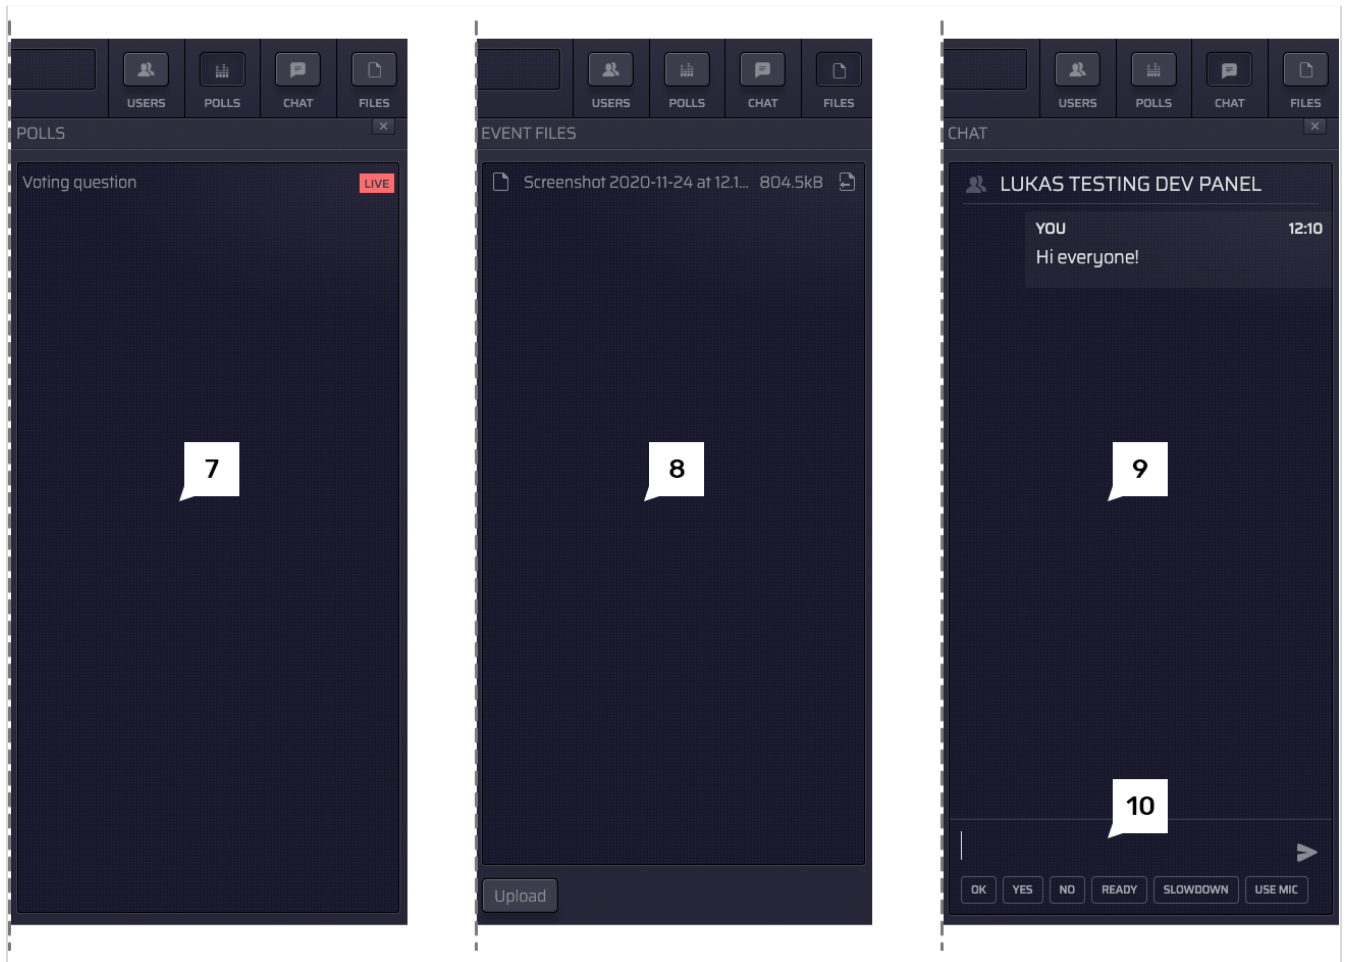 USERS POLLS CHAT FILES
POLLS
Voting question LIVE
7
USERS POLLS CHAT FILES
EVENT FILES
Screenshot 2020-11-24 at 12.1... 804.5kB
8
Upload
USERS POLLS CHAT FILES
CHAT
LUKAS TESTING DEV PANEL
YOU 12:10
Hi everyone!
9
10
OK YES NO READY SLOWDOWN USE MIC